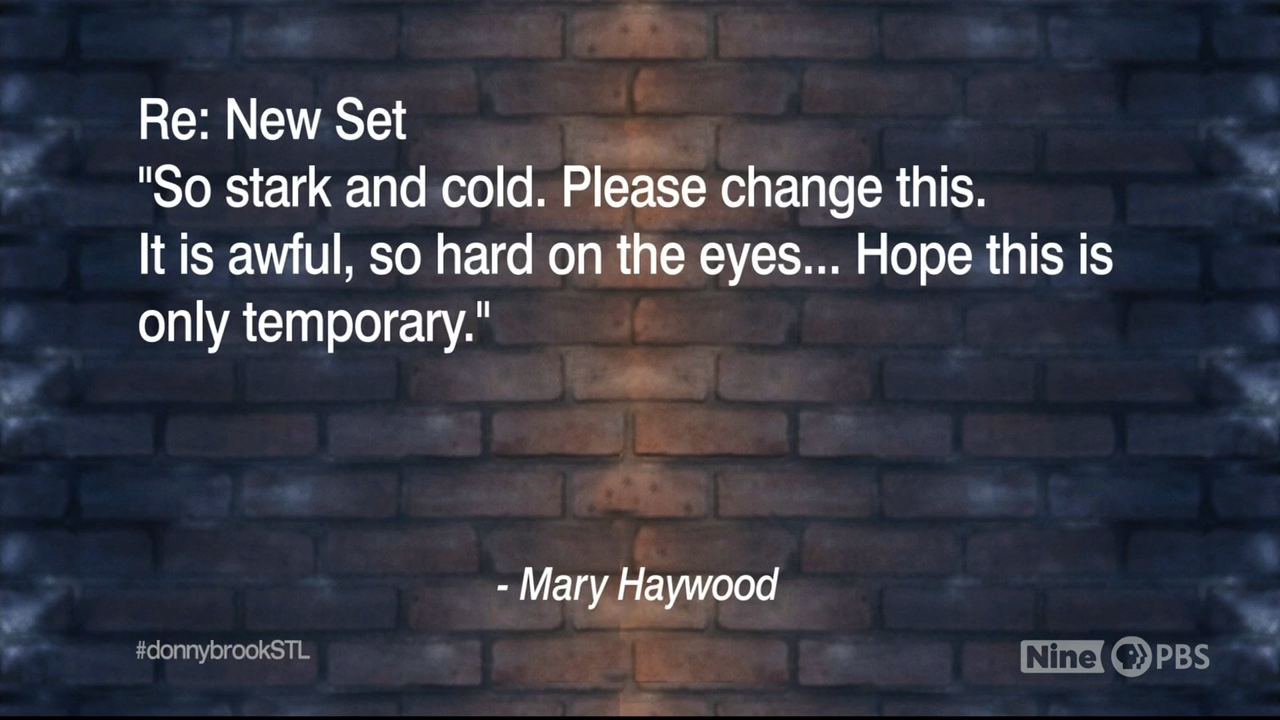 Re: New Set
"So stark and cold. Please change this.
It is awful, so hard on the eyes... Hope this is
only temporary."
- Mary Haywood
#donnybrookSTL
Nine PBS